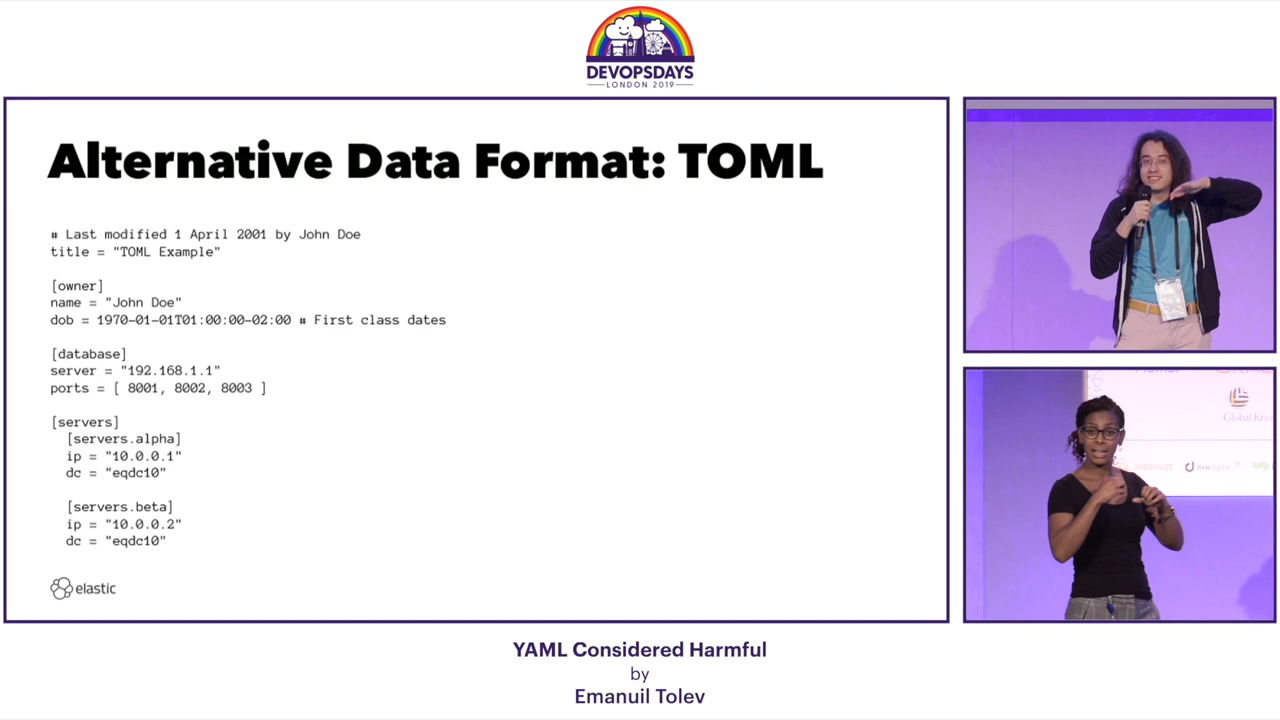 DEVOPSDAYS
LONDON 2019
Alternative Data Format: TOML
# Last modified 1 April 2001 by John Doe
title = "TOML Example"
[owner]
name = "John Doe"
dob = 1970-01-01T01:00:00-02:00 # First class dates
[database]
server = "192.168.1.1"
ports = [ 8001, 8002, 8003 ]
[servers]
[servers.alpha]
ip = "10.0.0.1"
dc = "eqdc10"
[servers.beta]
ip = "10.0.0.2"
dc = "eqdc10"
elastic
Global
instruqt
YAML Considered Harmful
by
Emanuil Tolev